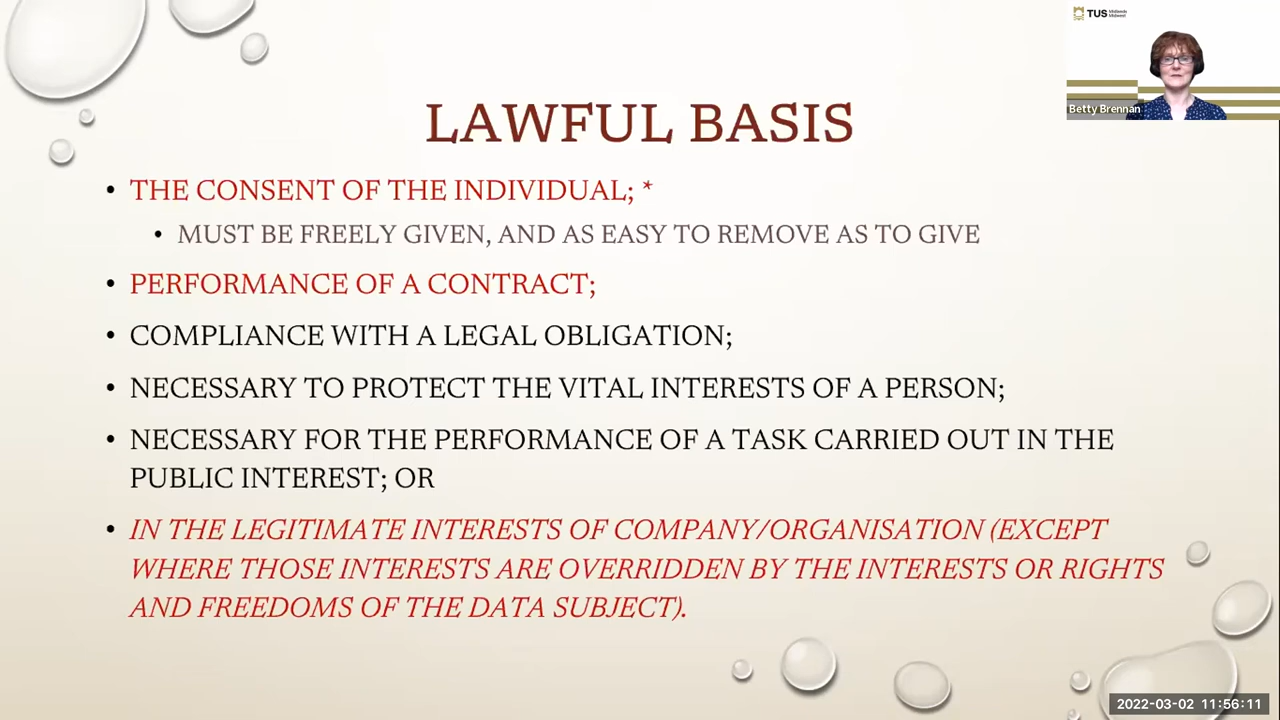 TUS Midlands
Midwest
Betty Brennan
LAWFUL BASIS
• THE CONSENT OF THE INDIVIDUAL; *
• MUST BE FREELY GIVEN, AND AS EASY TO REMOVE AS TO GIVE
• PERFORMANCE OF A CONTRACT;
• COMPLIANCE WITH A LEGAL OBLIGATION;
• NECESSARY TO PROTECT THE VITAL INTERESTS OF A PERSON;
• NECESSARY FOR THE PERFORMANCE OF A TASK CARRIED OUT IN THE
PUBLIC INTEREST; OR
• IN THE LEGITIMATE INTERESTS OF COMPANY/ORGANISATION (EXCEPT
WHERE THOSE INTERESTS ARE OVERRIDDEN BY THE INTERESTS OR RIGHTS
AND FREEDOMS OF THE DATA SUBJECT).
2022-03-02 11:56:11